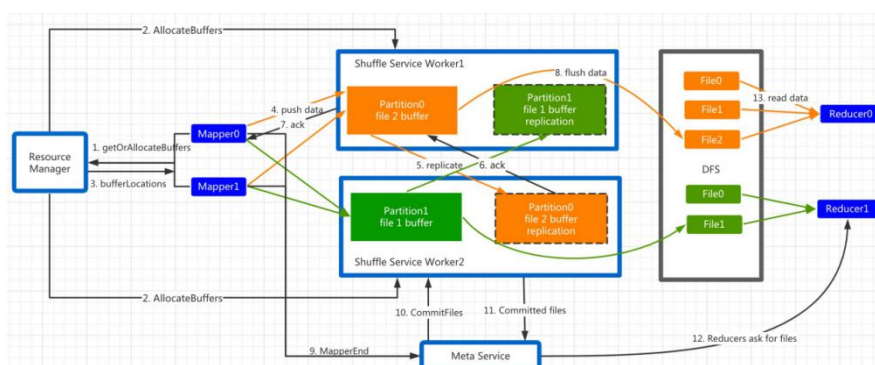 2. AllocateBuffers
Shuffle Service Worker1
8. flush data
File0
4. push data
Partition0
file 2 buffer
Partition1
file 1 buffer
replication
13. read data
Mapper0
7. ack
File1
Reducer0
1. getOrAllocateBuffers
File2
Resource
Manager
5. replicate
6. ack
DFS
3. bufferLocations
Mapper1
File0
Partition1
file 1 buffer
Partition0
file 2 buffer
replication
Reducer1
File1
Shuffle Service Worker2
2. AllocateBuffers
10. CommitFiles
11. Committed files
12. Reducers ask for files
9. MapperEnd
Meta Service